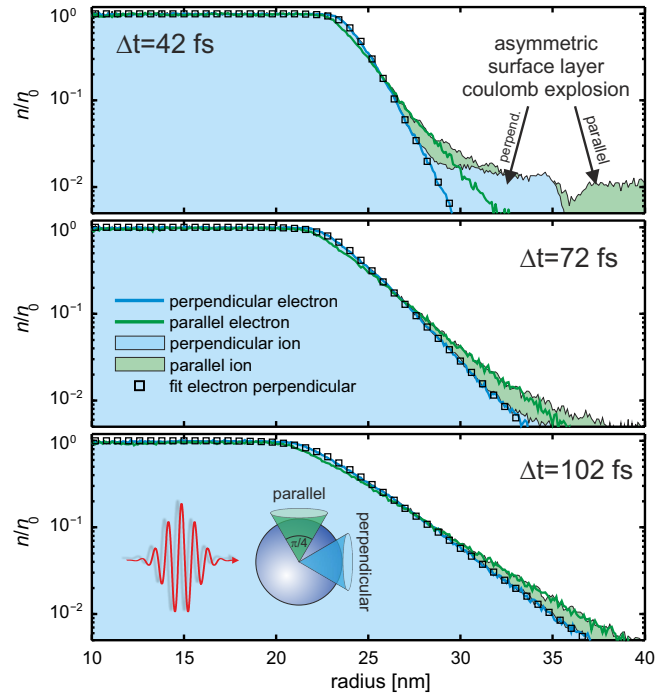 Δt=42 fs
asymmetric
surface layer
coulomb explosion
perpend.
parallel
n/η0
10⁰
10⁻¹
10⁻²
Δt=72 fs
n/η0
10⁰
10⁻¹
10⁻²
perpendicular electron
parallel electron
perpendicular ion
parallel ion
fit electron perpendicular
Δt=102 fs
n/η0
10⁰
10⁻¹
10⁻²
parallel
π/4
perpendicular
10 15 20 25 30 35 40
radius [nm]